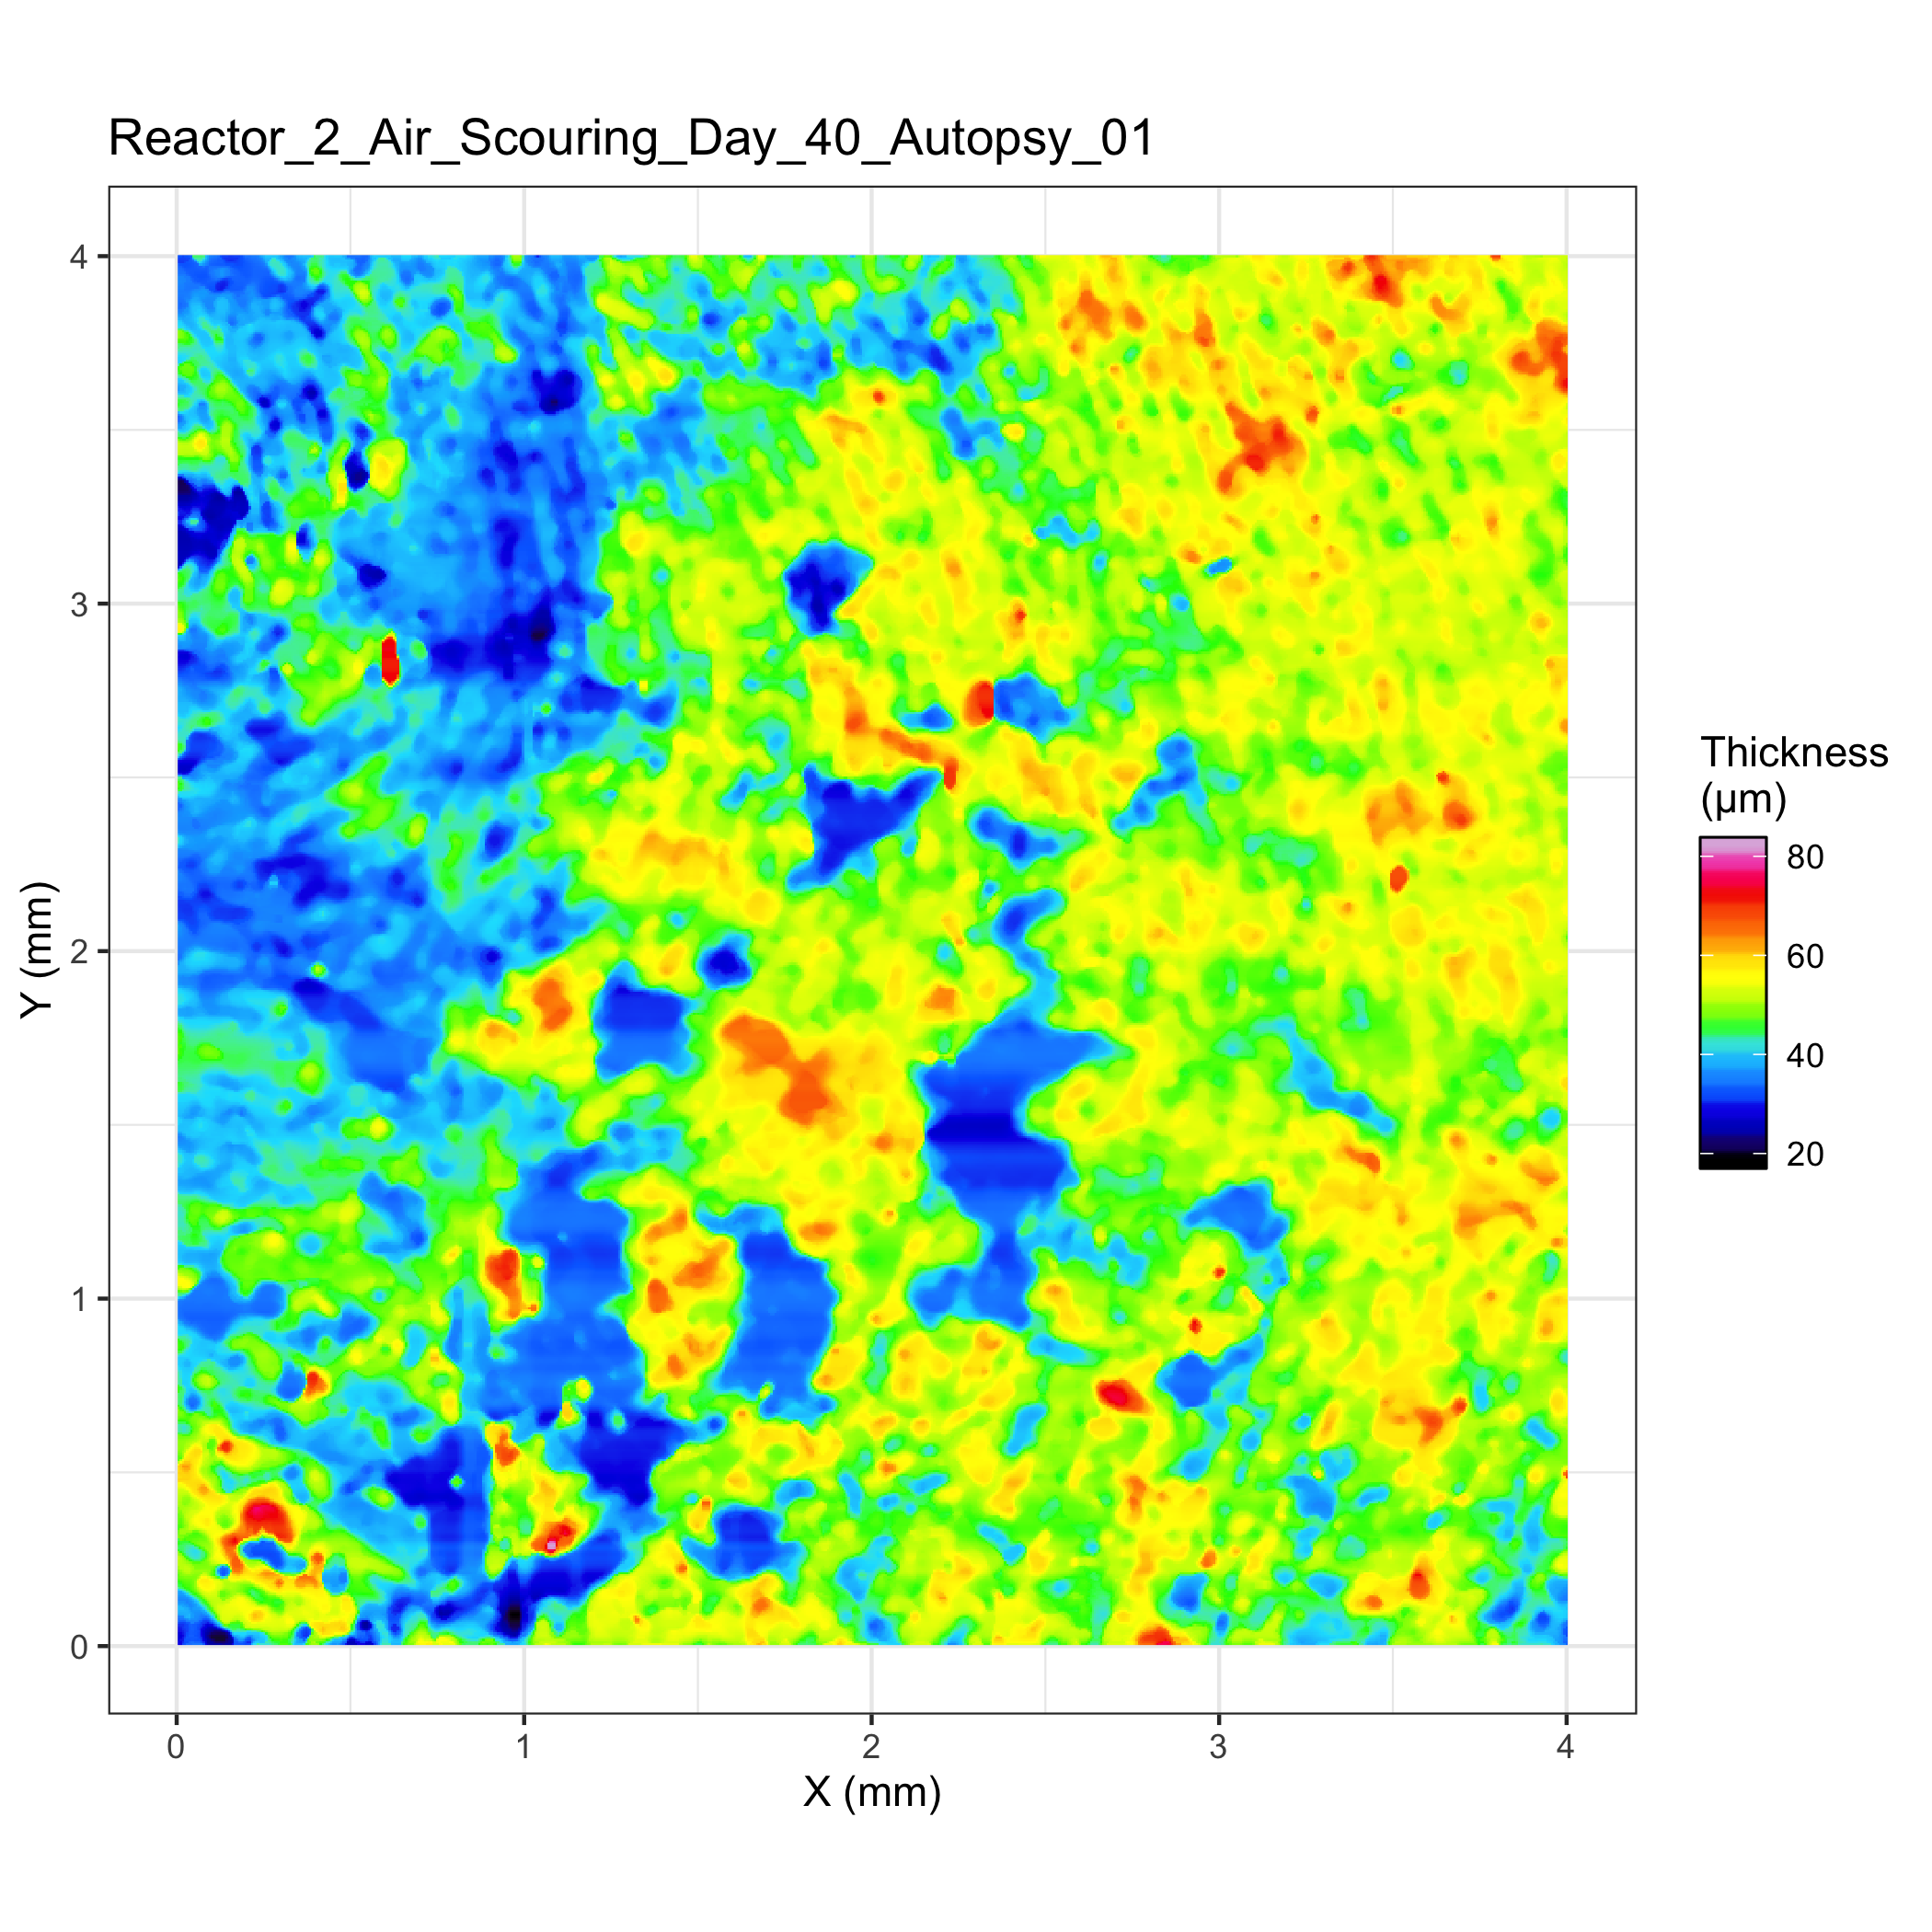 Reactor_2_Air_Scouring_Day_40_Autopsy_01
4
3
2
1
0
Y (mm)
0 1 2 3 4
X (mm)
Thickness
(μm)
80
60
40
20